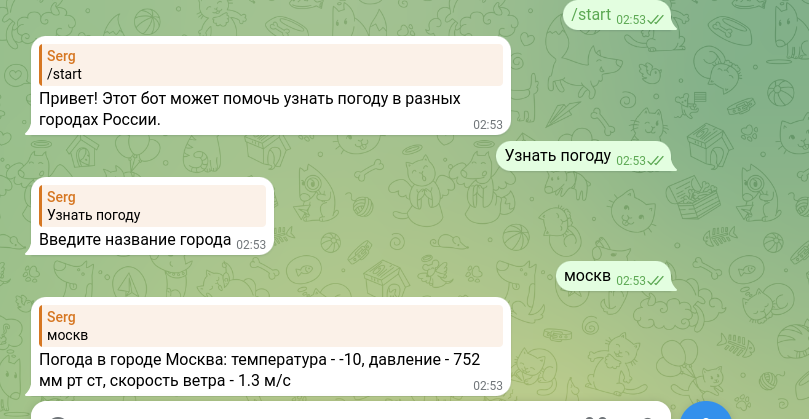 /start 02:53
Serg
/start
Привет! Этот бот может помочь узнать погоду в разных
городах России.
02:53
Узнать погоду 02:53
Serg
Узнать погоду
Введите название города 02:53
москв 02:53
Serg
москв
Погода в городе Москва: температура - -10, давление - 752
мм рт ст, скорость ветра - 1.3 м/с
02:53